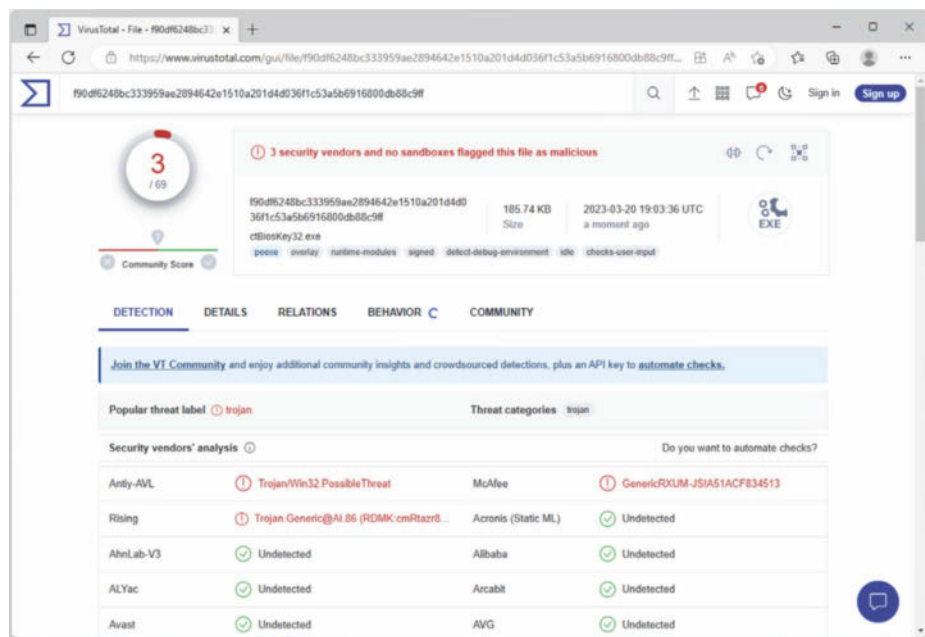 VirusTotal - File - f90df6248bc33
https://www.virustotal.com/gui/file/f90df6248bc333959ae2894642e1510a201d4d036f1c53a5b6916800db88c9ff...
f90df6248bc333959ae2894642e1510a201d4d036f1c53a5b6916800db88c9ff
Sign in
Sign up
3
/ 69
3 security vendors and no sandboxes flagged this file as malicious
f90df6248bc333959ae2894642e1510a201d4d0
36f1c53a5b6916800db88c9ff
ctBiosKey32.exe
185.74 KB
Size
2023-03-20 19:03:36 UTC
a moment ago
EXE
peexe overlay runtime-modules signed detect-debug-environment idle checks-user-input
Community Score
DETECTION DETAILS RELATIONS BEHAVIOR COMMUNITY
Join the VT Community and enjoy additional community insights and crowdsourced detections, plus an API key to automate checks.
Popular threat label trojan Threat categories trojan
Security vendors' analysis Do you want to automate checks?
Antiy-AVL Trojan/Win32.PossibleThreat McAfee GenericRXUM-JS!A51ACF834513
Rising Trojan.Generic@AI.86 (RDMK:cmRtazr8... Acronis (Static ML) Undetected
AhnLab-V3 Undetected Alibaba Undetected
ALYac Undetected Arcabit Undetected
Avast Undetected AVG Undetected